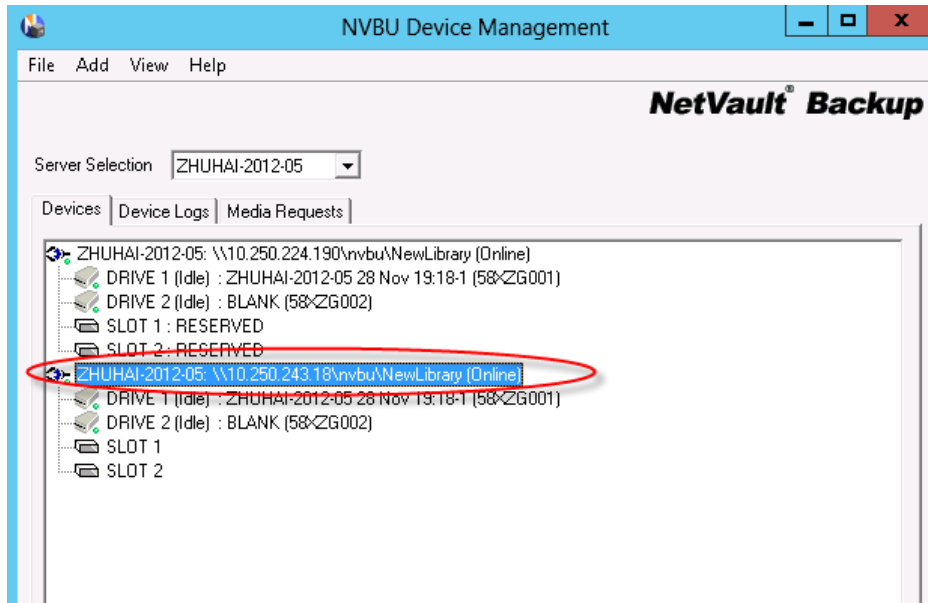 NVBU Device Management
File Add View Help
NetVault® Backup
Server Selection ZHUHAI-2012-05
Devices Device Logs Media Requests
ZHUHAI-2012-05: \\10.250.224.190\nvbu\NewLibrary (Online)
DRIVE 1 (Idle) : ZHUHAI-2012-05 28 Nov 19:18-1 (58XZG001)
DRIVE 2 (Idle) : BLANK (58XZG002)
SLOT 1 : RESERVED
SLOT 2 : RESERVED
ZHUHAI-2012-05: \\10.250.243.18\nvbu\NewLibrary (Online)
DRIVE 1 (Idle) : ZHUHAI-2012-05 28 Nov 19:18-1 (58XZG001)
DRIVE 2 (Idle) : BLANK (58XZG002)
SLOT 1
SLOT 2